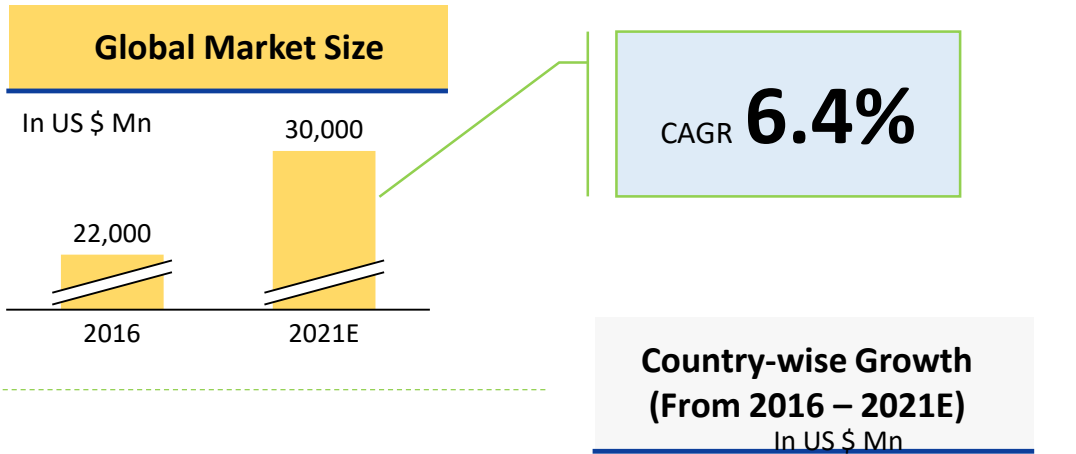 Global Market Size
In US $ Mn
30,000
22,000
2016
2021E
CAGR 6.4%
Country-wise Growth
(From 2016 – 2021E)
In US $ Mn